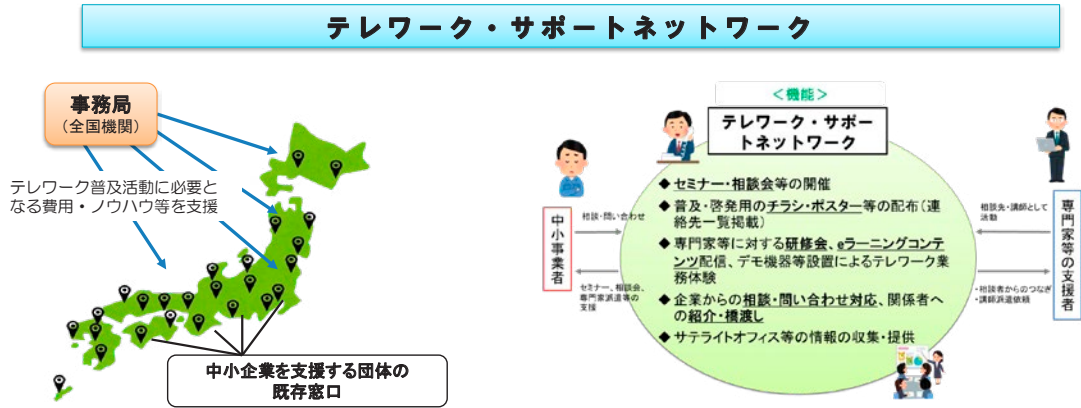 テレワーク・サポートネットワーク
事務局
（全国機関）
テレワーク普及活動に必要と
なる費用・ノウハウ等を支援
中小企業を支援する団体の
既存窓口
＜機能＞
テレワーク・サポー
トネットワーク
◆ セミナー・相談会等の開催
◆ 普及・啓発用のチラシ・ポスター等の配布（連
絡先一覧掲載）
◆ 専門家等に対する研修会、eラーニングコンテ
ンツ配信、デモ機器等設置によるテレワーク業
務体験
◆ 企業からの相談・問い合わせ対応、関係者へ
の紹介・橋渡し
◆ サテライトオフィス等の情報の収集・提供
中小事業者
相談・問い合わせ
セミナー、相談会、
専門家派遣等の
支援
相談先・講師として
活動
・相談者からのつなぎ
・講師派遣依頼
専門家等の支援者